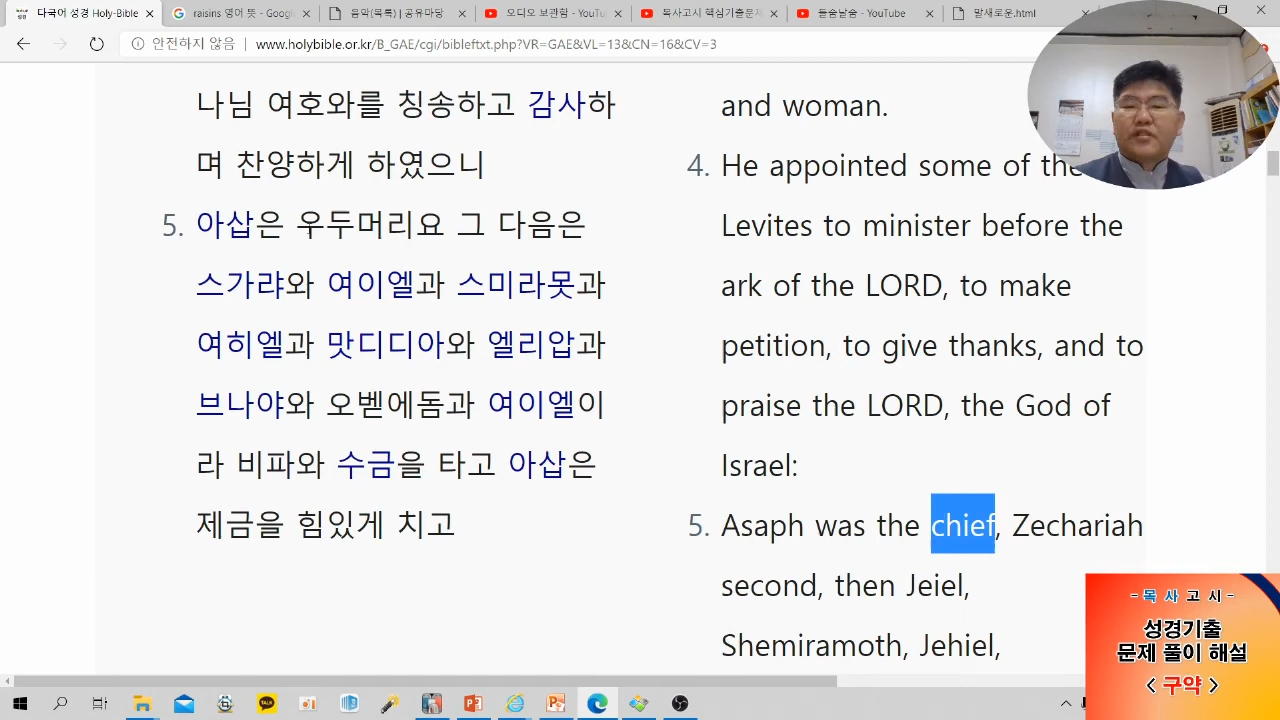 다국어 성경 Holy-Bible
raisins 영어 뜻 - Google
음악(목록) | 공유마당
오디오 보관함 - YouTu
목사고시 핵심기출문제
들숨날숨 - YouTube
말새로운.html
안전하지 않음 | www.holybible.or.kr/B_GAE/cgi/bibleftxt.php?VR=GAE&VL=13&CN=16&CV=3
나님 여호와를 칭송하고 감사하
며 찬양하게 하였으니
5. 아삽은 우두머리요 그 다음은
스가랴와 여이엘과 스미라못과
여히엘과 맛디디아와 엘리압과
브나야와 오벧에돔과 여이엘이
라 비파와 수금을 타고 아삽은
제금을 힘있게 치고
and woman.
4. He appointed some of the
Levites to minister before the
ark of the LORD, to make
petition, to give thanks, and to
praise the LORD, the God of
Israel:
5. Asaph was the chief, Zechariah
second, then Jeiel,
Shemiramoth, Jehiel,
- 목 사 고 시 -
성경기출
문제 풀이 해설
< 구약 >